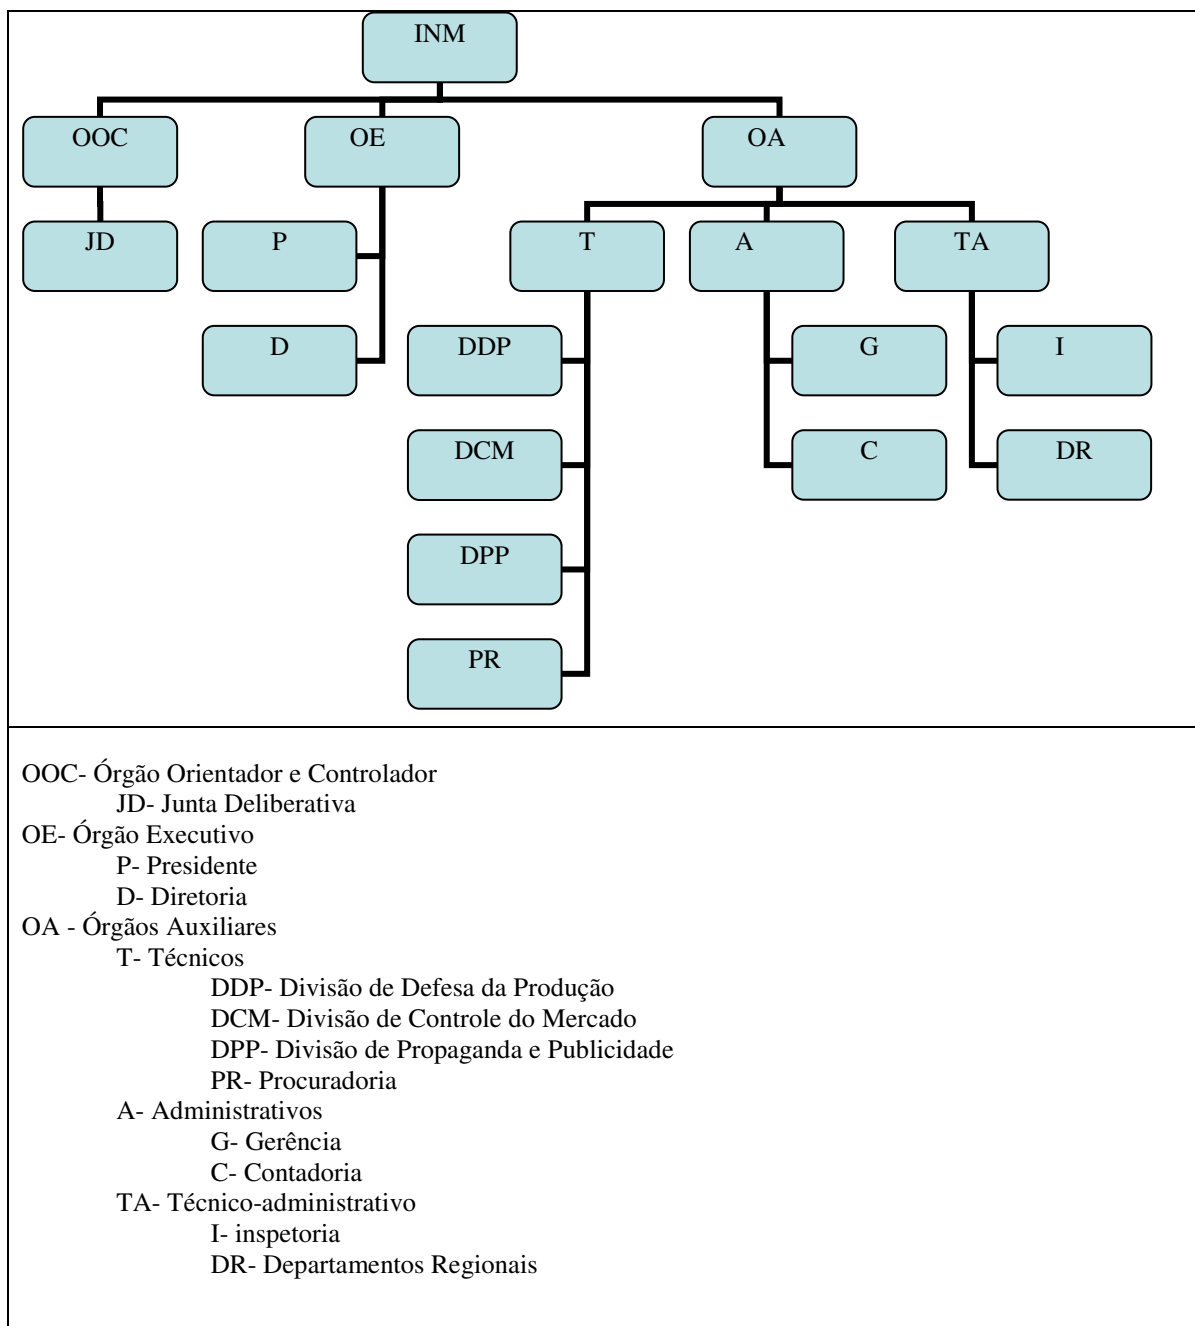 INM
OOC OE OA
JD P T A TA
D DDP G I
DCM C DR
DPP
PR
OOC- Órgão Orientador e Controlador
JD- Junta Deliberativa
OE- Órgão Executivo
P- Presidente
D- Diretoria
OA - Órgãos Auxiliares
T- Técnicos
DDP- Divisão de Defesa da Produção
DCM- Divisão de Controle do Mercado
DPP- Divisão de Propaganda e Publicidade
PR- Procuradoria
A- Administrativos
G- Gerência
C- Contadoria
TA- Técnico-administrativo
I- inspetoria
DR- Departamentos Regionais